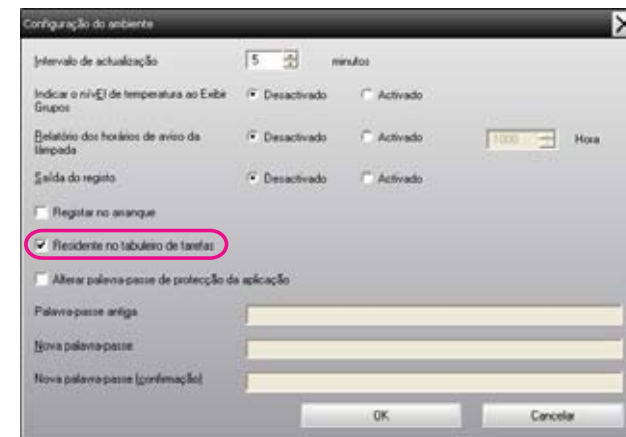 Configuração do ambiente
Intervalo de actualização 5 minutos
Indicar o nívEl de temperatura ao Exibir Grupos Desactivado Activado
Relatório dos horários de aviso da lâmpada Desactivado Activado 1000 Hora
Saída do registo Desactivado Activado
Registar no arranque
Residente no tabuleiro de tarefas
Alterar palavra-passe de protecção da aplicação
Palavra-passe antiga
Nova palavra-passe
Nova palavra-passe (confirmação)
OK Cancelar